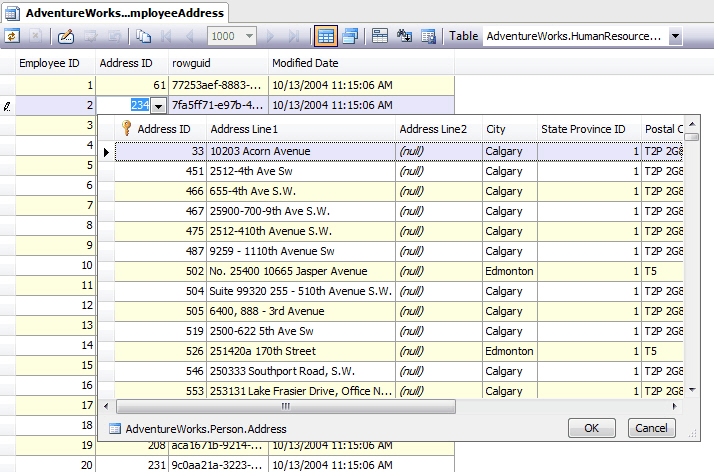 AdventureWorks...mployeeAddress
1000 Table AdventureWorks.HumanResource...
Employee ID Address ID rowguid Modified Date
1 61 77253aef-8883-... 10/13/2004 11:15:06 AM
2 234 7fa5ff71-e97b-4... 10/13/2004 11:15:06 AM
3 Address ID Address Line1 Address Line2 City State Province ID Postal C
4 33 10203 Acorn Avenue (null) Calgary 1 T2P 2G8
5 451 2512-4th Ave Sw (null) Calgary 1 T2P 2G8
6 466 655-4th Ave S.W. (null) Calgary 1 T2P 2G8
7 467 25900-700-9th Ave S.W. (null) Calgary 1 T2P 2G8
8 475 2512-410th Avenue S.W. (null) Calgary 1 T2P 2G8
9 487 9259 - 1110th Avenue Sw (null) Calgary 1 T2P 2G8
10 502 No. 25400 10665 Jasper Avenue (null) Edmonton 1 T5
11 504 Suite 99320 255 - 510th Avenue S.W. (null) Calgary 1 T2P 2G8
12 505 6400, 888 - 3rd Avenue (null) Calgary 1 T2P 2G8
13 519 2500-622 5th Ave Sw (null) Calgary 1 T2P 2G8
14 526 251420a 170th Street (null) Edmonton 1 T5
15 546 250333 Southport Road, S.W. (null) Calgary 1 T2P 2G8
16 553 253131 Lake Frasier Drive, Office N... (null) Calgary 1 T2P 2G8
17
18 AdventureWorks.Person.Address OK Cancel
19 208 aca1671b-9214-... 10/13/2004 11:15:06 AM
20 231 9c0aa21a-3223-... 10/13/2004 11:15:06 AM